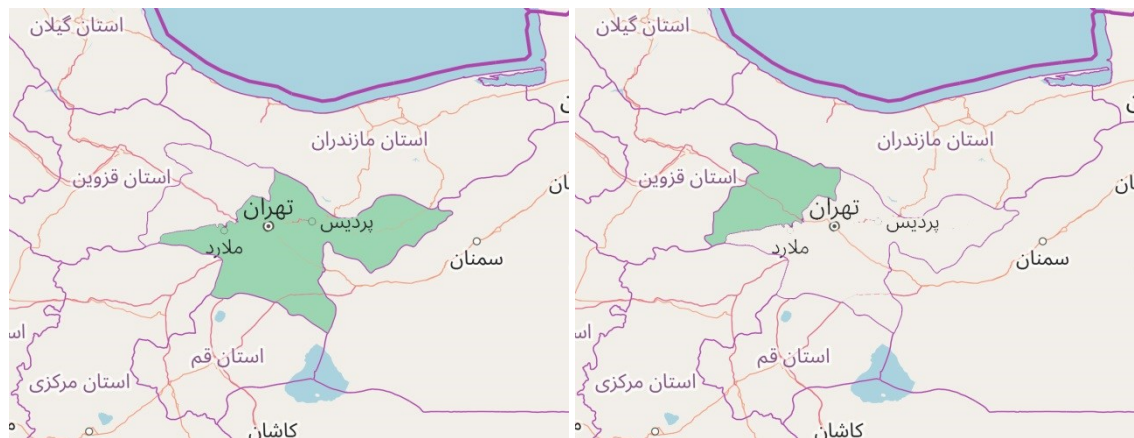 استان گیلان
استان مازندران
استان قزوین
تهران
پردیس
ملارد
سمنان
استان قم
استان مرکزی
کاشان
استان گیلان
استان مازندران
استان قزوین
تهران
پردیس
ملارد
سمنان
استان قم
استان مرکزی
کاشان